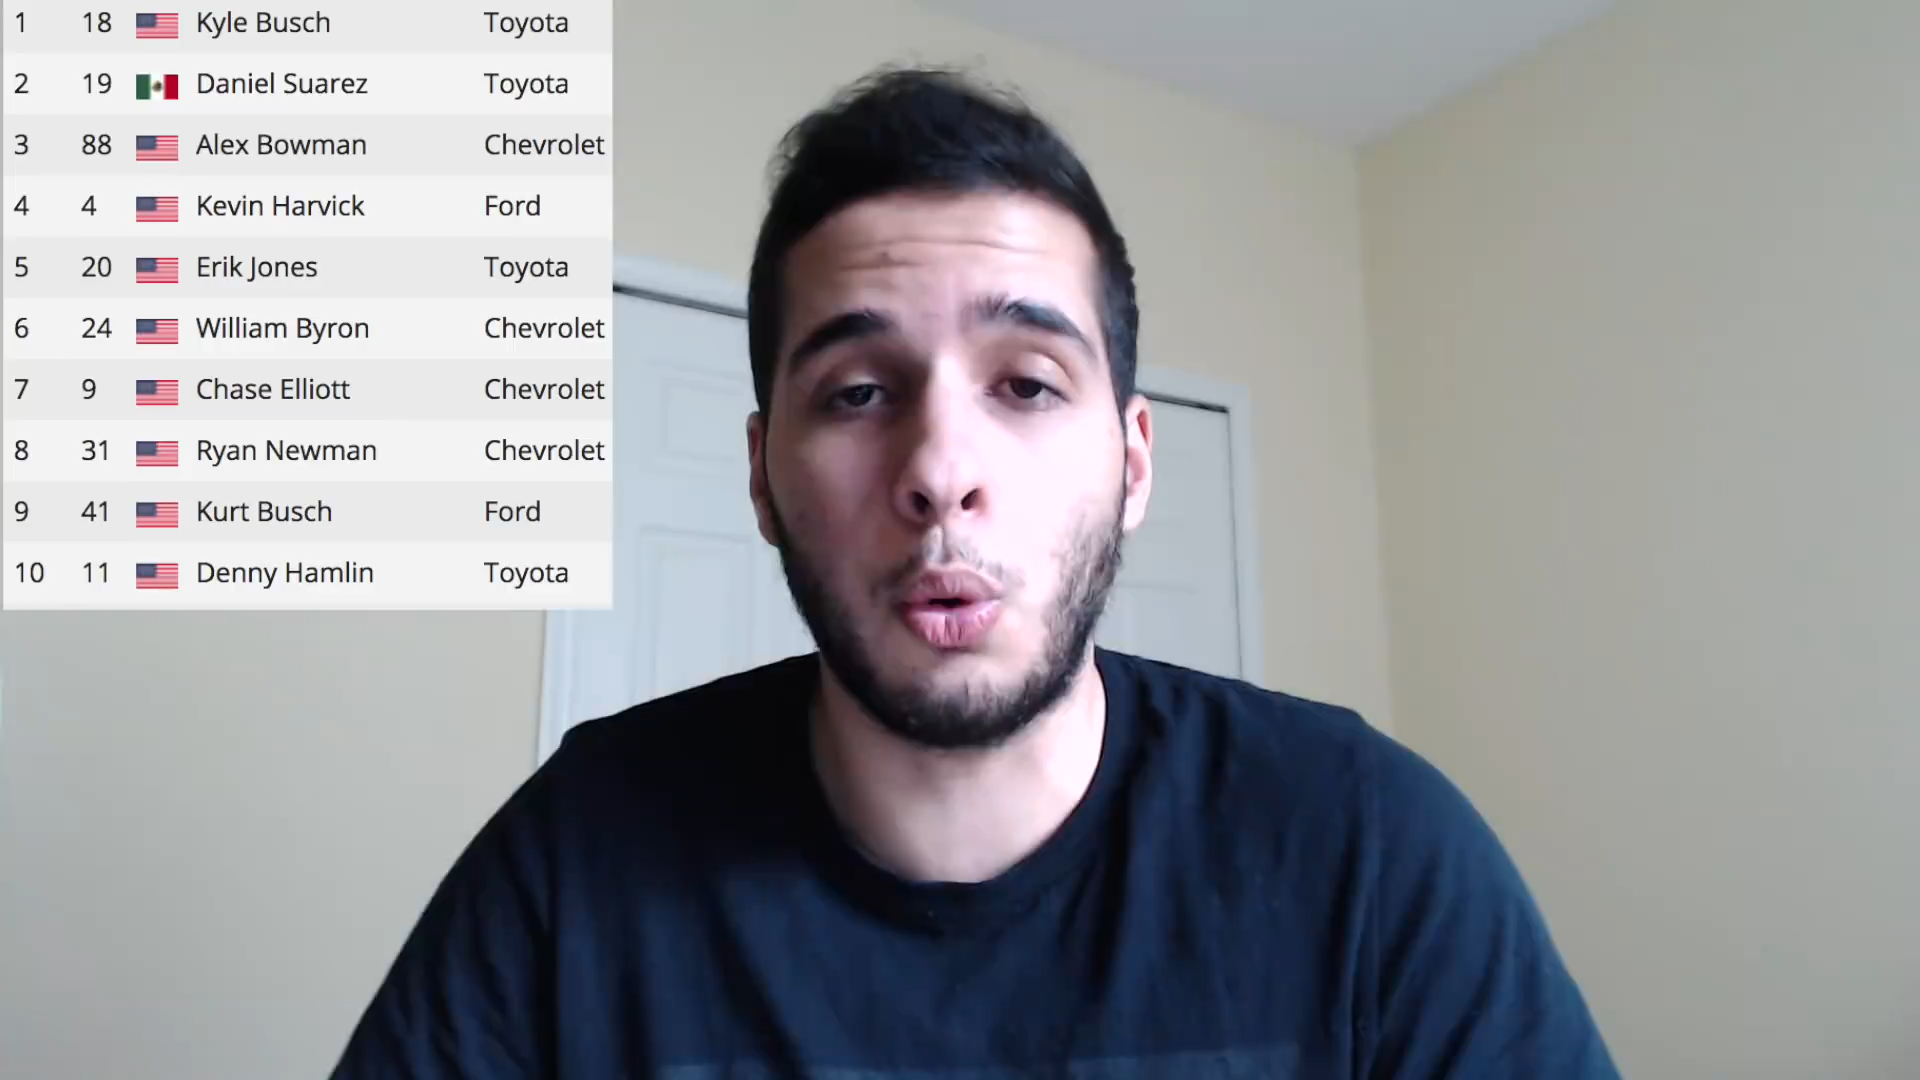 1 18 Kyle Busch Toyota
2 19 Daniel Suarez Toyota
3 88 Alex Bowman Chevrolet
4 4 Kevin Harvick Ford
5 20 Erik Jones Toyota
6 24 William Byron Chevrolet
7 9 Chase Elliott Chevrolet
8 31 Ryan Newman Chevrolet
9 41 Kurt Busch Ford
10 11 Denny Hamlin Toyota